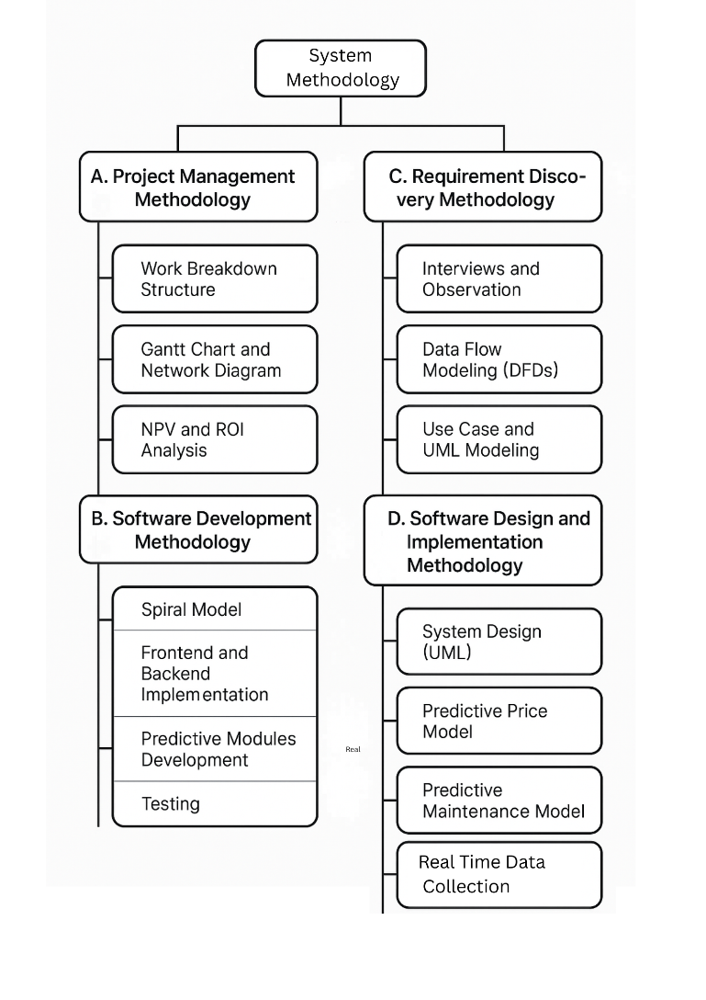 System
Methodology
A. Project Management
Methodology
Work Breakdown
Structure
Gantt Chart and
Network Diagram
NPV and ROI
Analysis
B. Software Development
Methodology
Spiral Model
Frontend and
Backend
Implementation
Predictive Modules
Development
Testing
Real
C. Requirement Disco-
very Methodology
Interviews and
Observation
Data Flow
Modeling (DFDs)
Use Case and
UML Modeling
D. Software Design and
Implementation
Methodology
System Design
(UML)
Predictive Price
Model
Predictive
Maintenance Model
Real Time Data
Collection